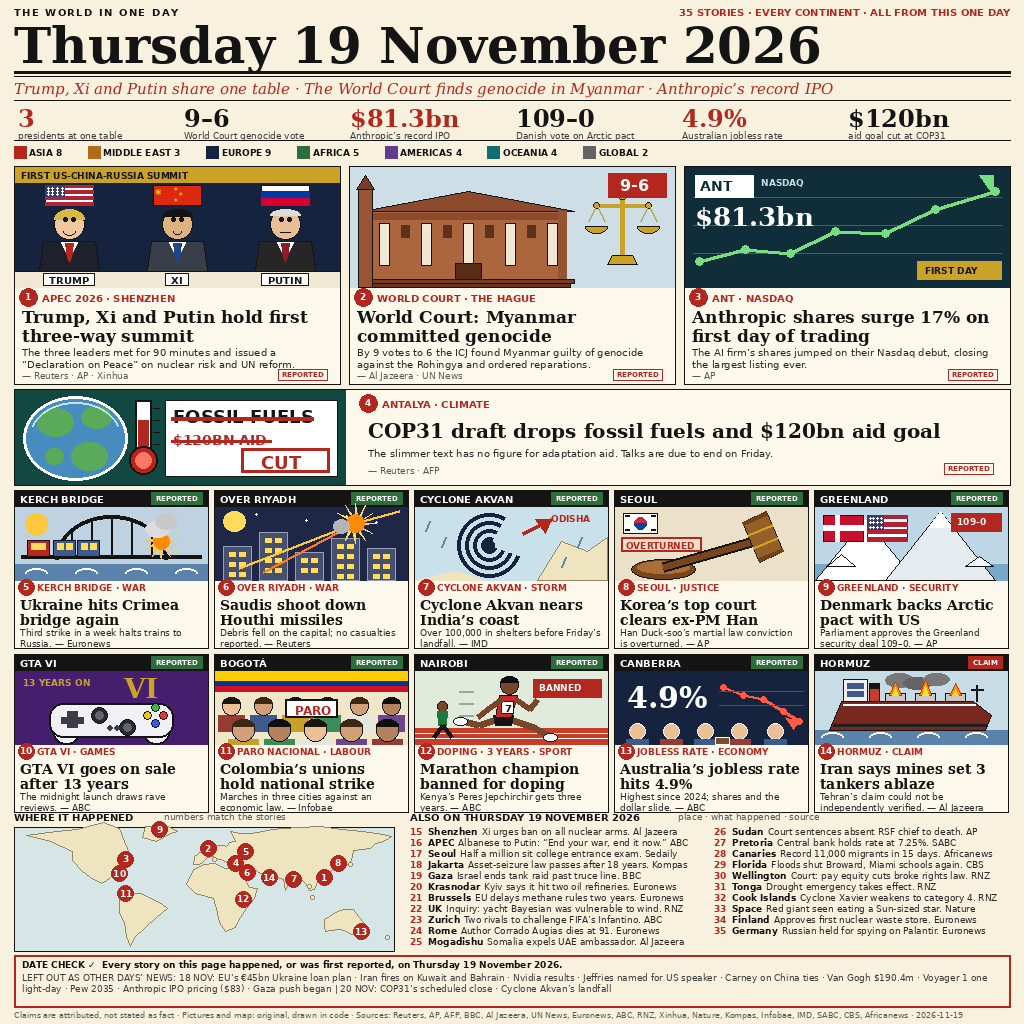 THE WORLD IN ONE DAY
35 STORIES · EVERY CONTINENT · ALL FROM THIS ONE DAY
Thursday 19 November 2026
Trump, Xi and Putin share one table · The World Court finds genocide in Myanmar · Anthropic’s record IPO
3
presidents at one table
9–6
World Court genocide vote
$81.3bn
Anthropic’s record IPO
109–0
Danish vote on Arctic pact
4.9%
Australian jobless rate
$120bn
aid goal cut at COP31
ASIA 8
MIDDLE EAST 3
EUROPE 9
AFRICA 5
AMERICAS 4
OCEANIA 4
GLOBAL 2
FIRST US-CHINA-RUSSIA SUMMIT
TRUMP
XI
PUTIN
1 APEC 2026 · SHENZHEN
Trump, Xi and Putin hold first
three-way summit
The three leaders met for 90 minutes and issued a
“Declaration on Peace” on nuclear risk and UN reform.
— Reuters · AP · Xinhua
REPORTED
9–6
2 WORLD COURT · THE HAGUE
World Court: Myanmar
committed genocide
By 9 votes to 6 the ICJ found Myanmar guilty of genocide
against the Rohingya and ordered reparations.
— Al Jazeera · UN News
REPORTED
ANT
NASDAQ
$81.3bn
FIRST DAY
3 ANT · NASDAQ
Anthropic shares surge 17% on
first day of trading
The AI firm’s shares jumped on their Nasdaq debut, closing
the largest listing ever.
— AP
REPORTED
FOSSIL FUELS
$120BN AID
CUT
4 ANTALYA · CLIMATE
COP31 draft drops fossil fuels and $120bn aid goal
The slimmer text has no figure for adaptation aid. Talks are due to end on Friday.
— Reuters · AFP
REPORTED
KERCH BRIDGE
REPORTED
5 KERCH BRIDGE · WAR
Ukraine hits Crimea
bridge again
Third strike in a week halts trains to
Russia. — Euronews
OVER RIYADH
REPORTED
6 OVER RIYADH · WAR
Saudis shoot down
Houthi missiles
Debris fell on the capital; no casualties
reported. — Reuters
CYCLONE AKVAN
REPORTED
ODISHA
7 CYCLONE AKVAN · STORM
Cyclone Akvan nears
India’s coast
Over 100,000 in shelters before Friday’s
landfall. — IMD
SEOUL
REPORTED
OVERTURNED
8 SEOUL · JUSTICE
Korea’s top court
clears ex-PM Han
Han Duck-soo’s martial law conviction
is overturned. — AP
GREENLAND
REPORTED
109-0
9 GREENLAND · SECURITY
Denmark backs Arctic
pact with US
Parliament approves the Greenland
security deal 109–0. — AP
GTA VI
REPORTED
13 YEARS ON
VI
10 GTA VI · GAMES
GTA VI goes on sale
after 13 years
The midnight launch draws rave
reviews. — ABC
BOGOTÁ
REPORTED
PARO
11 PARO NACIONAL · LABOUR
Colombia’s unions
hold national strike
Marches in three cities against an
economic law. — Infobae
NAIROBI
REPORTED
BANNED
7
12 DOPING · 3 YEARS · SPORT
Marathon champion
banned for doping
Kenya’s Peres Jepchirchir gets three
years. — ABC
CANBERRA
REPORTED
4.9%
13 JOBLESS RATE · ECONOMY
Australia’s jobless rate
hits 4.9%
Highest since 2024; shares and the
dollar slide. — ABC
HORMUZ
CLAIM
14 HORMUZ · CLAIM
Iran says mines set 3
tankers ablaze
Tehran’s claim could not be
independently verified. — Al Jazeera
WHERE IT HAPPENED
numbers match the stories
9
2
5
3
4
8
10
6
14
7
1
11
12
13
ALSO ON THURSDAY 19 NOVEMBER 2026
place · what happened · source
15 Shenzhen Xi urges ban on all nuclear arms. Al Jazeera
16 APEC Albanese to Putin: “End your war, end it now.” ABC
17 Seoul Half a million sit college entrance exam. Sedaily
18 Jakarta Asset-seizure law passes after 18 years. Kompas
19 Gaza Israel ends tank raid past truce line. BBC
20 Krasnodar Kyiv says it hit two oil refineries. Euronews
21 Brussels EU delays methane rules two years. Euronews
22 UK Inquiry: yacht Bayesian was vulnerable to wind. RNZ
23 Zurich Two rivals to challenge FIFA’s Infantino. ABC
24 Rome Author Corrado Augias dies at 91. Euronews
25 Mogadishu Somalia expels UAE ambassador. Al Jazeera
26 Sudan Court sentences absent RSF chief to death. AP
27 Pretoria Central bank holds rate at 7.25%. SABC
28 Canaries Record 11,000 migrants in 15 days. Africanews
29 Florida Floods shut Broward, Miami schools again. CBS
30 Wellington Court: pay equity cuts broke rights law. RNZ
31 Tonga Drought emergency takes effect. RNZ
32 Cook Islands Cyclone Xavier weakens to category 4. RNZ
33 Space Red giant seen eating a Sun-sized star. Nature
34 Finland Approves first nuclear waste store. Euronews
35 Germany Russian held for spying on Palantir. Euronews
DATE CHECK ✓ Every story on this page happened, or was first reported, on Thursday 19 November 2026.
LEFT OUT AS OTHER DAYS’ NEWS: 18 NOV: EU’s €45bn Ukraine loan plan · Iran fires on Kuwait and Bahrain · Nvidia results · Jeffries named for US speaker · Carney on China ties · Van Gogh $190.4m · Voyager 1 one
light-day · Pew 2035 · Anthropic IPO pricing ($83) · Gaza push began | 20 NOV: COP31’s scheduled close · Cyclone Akvan’s landfall
Claims are attributed, not stated as fact · Pictures and map: original, drawn in code · Sources: Reuters, AP, AFP, BBC, Al Jazeera, UN News, Euronews, ABC, RNZ, Xinhua, Nature, Kompas, Infobae, IMD, SABC, CBS, Africanews · 2026-11-19